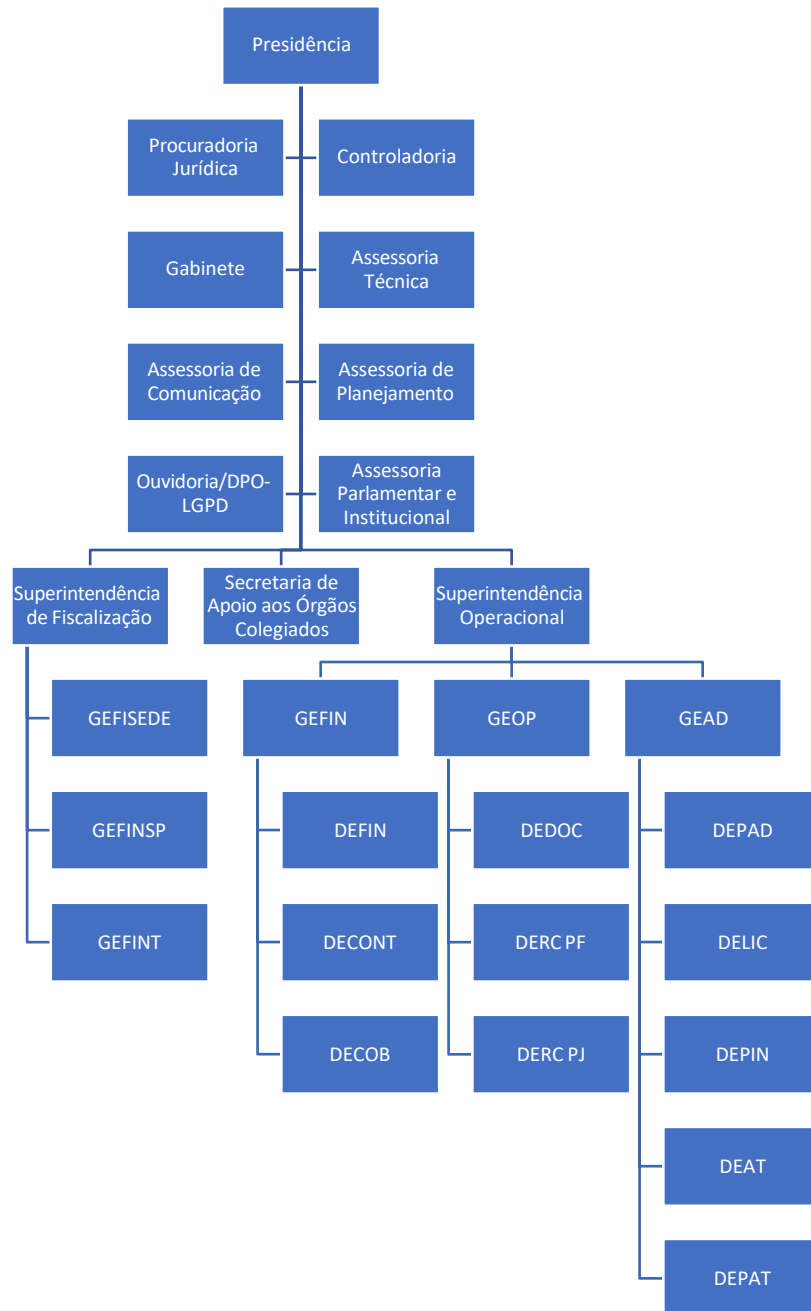 Presidência
Procuradoria
Jurídica
Controladoria
Gabinete
Assessoria
Técnica
Assessoria de
Comunicação
Assessoria de
Planejamento
Ouvidoria/DPO-
LGPD
Assessoria
Parlamentar e
Institucional
Superintendência
de Fiscalização
Secretaria de
Apoio aos Órgãos
Colegiados
Superintendência
Operacional
GEFISEDE
GEFINSP
GEFINT
GEFIN
DEFIN
DECONT
DECOB
GEOP
DEDOC
DERC PF
DERC PJ
GEAD
DEPAD
DELIC
DEPIN
DEAT
DEPAT